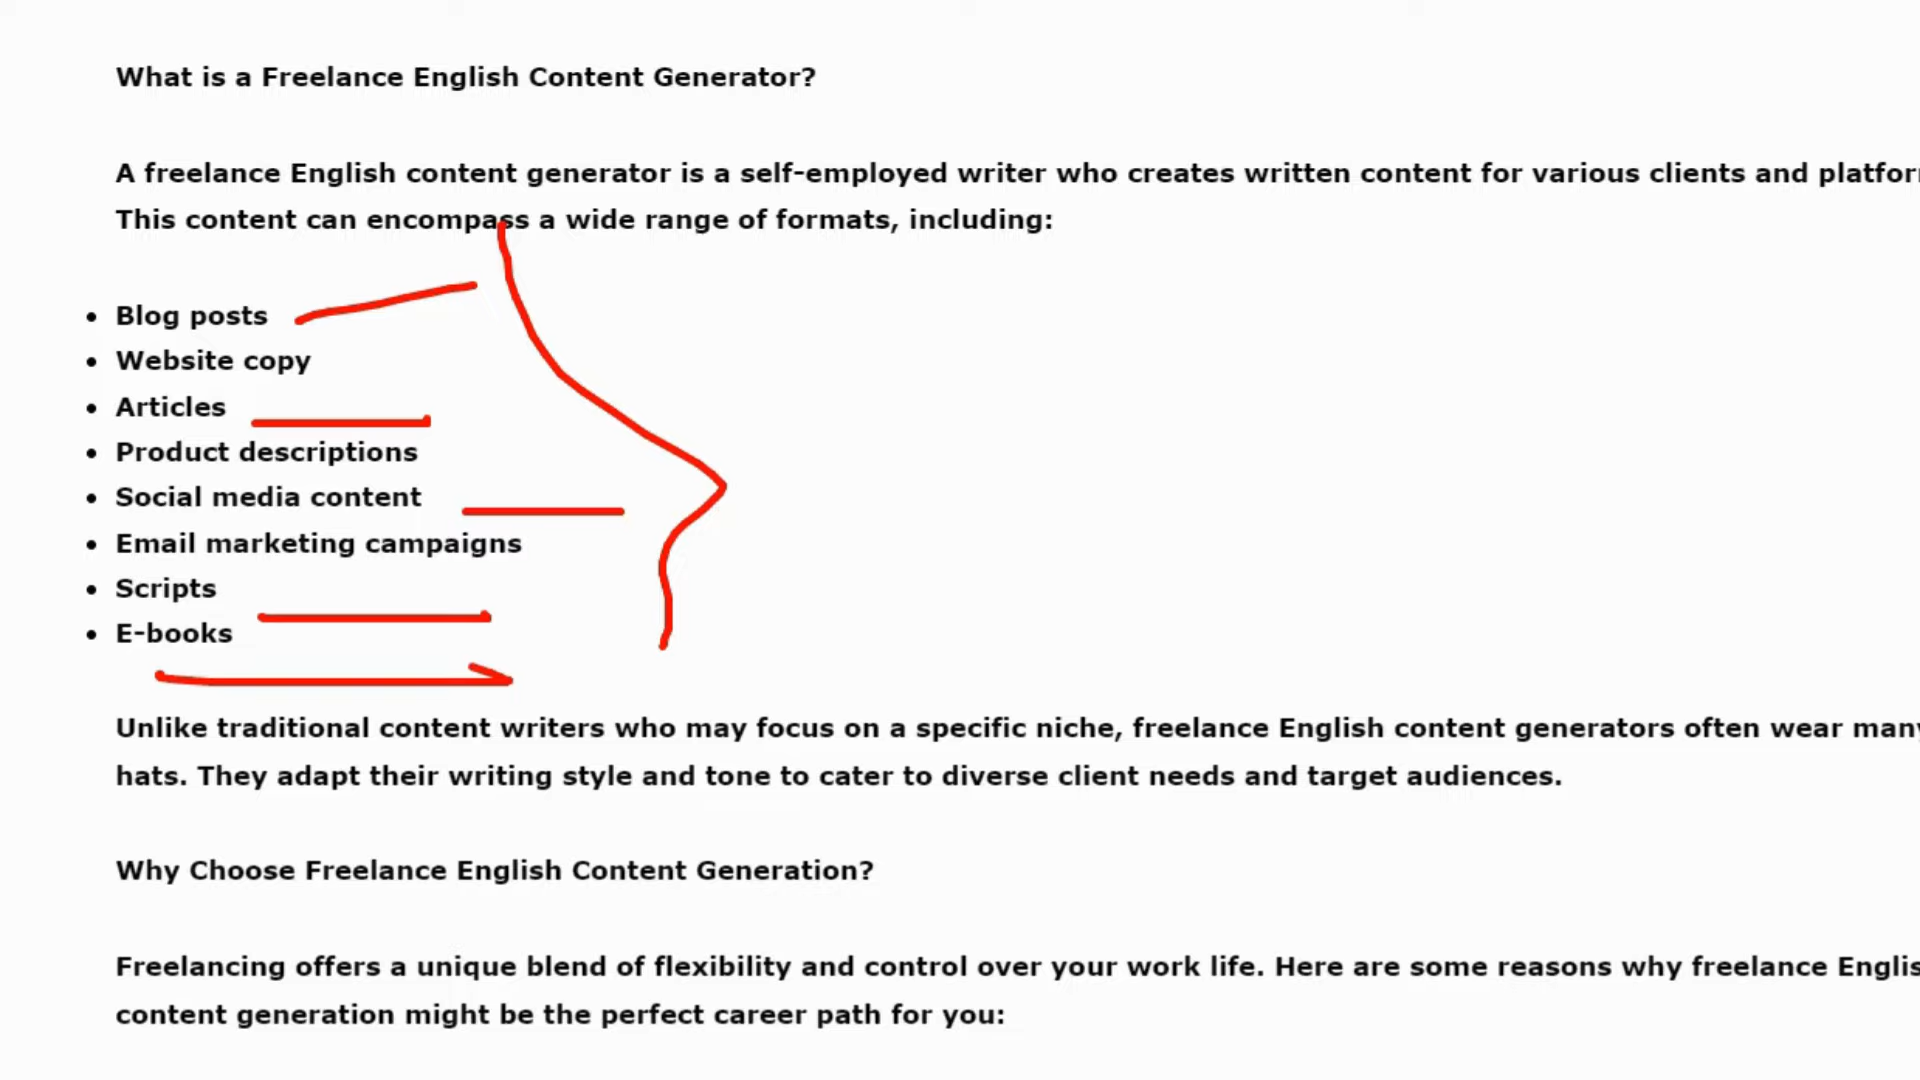 What is a Freelance English Content Generator?
A freelance English content generator is a self-employed writer who creates written content for various clients and
This content can encompass a wide range of formats, including:
• Blog posts
• Website copy
• Articles
• Product descriptions
• Social media content
• Email marketing campaigns
• Scripts
• E-books
Unlike traditional content writers who may focus on a specific niche, freelance English content generators often wear many
hats. They adapt their writing style and tone to cater to diverse client needs and target audiences.
Why Choose Freelance English Content Generation?
Freelancing offers a unique blend of flexibility and control over your work life. Here are some reasons why freelance
content generation might be the perfect career path for you: